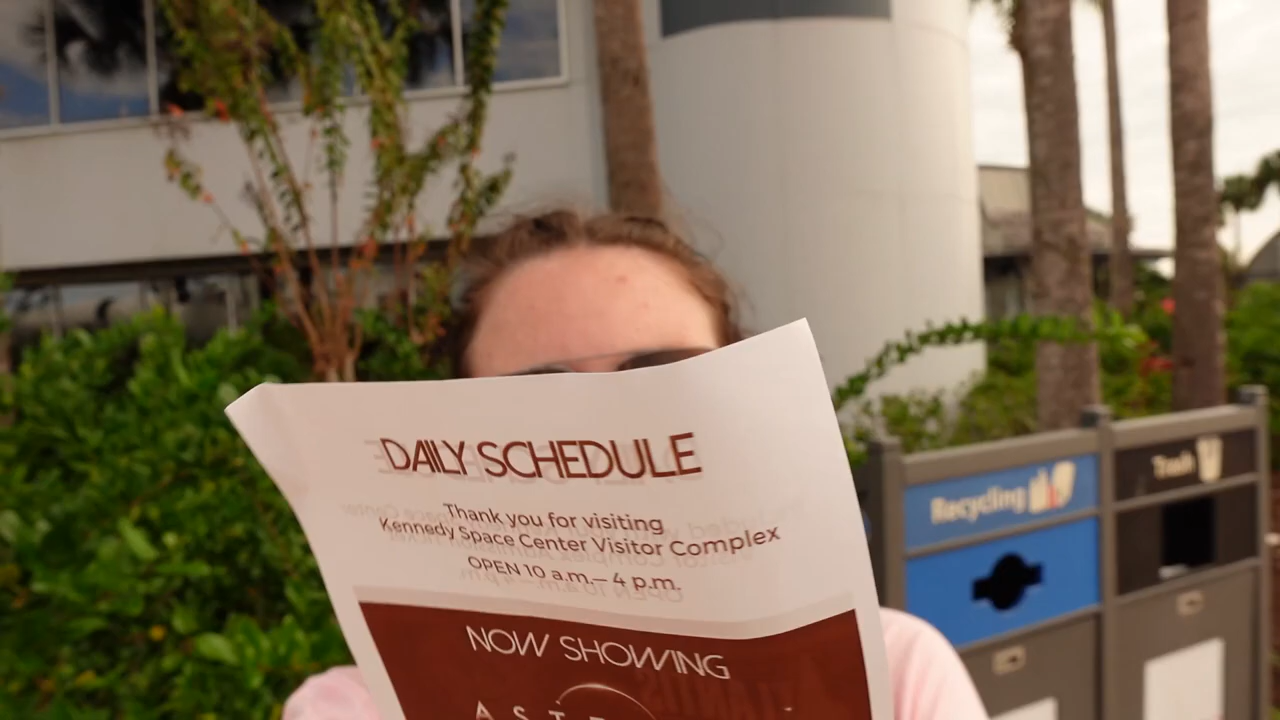 DAILY SCHEDULE
Thank you for visiting
Kennedy Space Center Visitor Complex
OPEN 10 a.m.– 4 p.m.
NOW SHOWING
Recycling
Trash